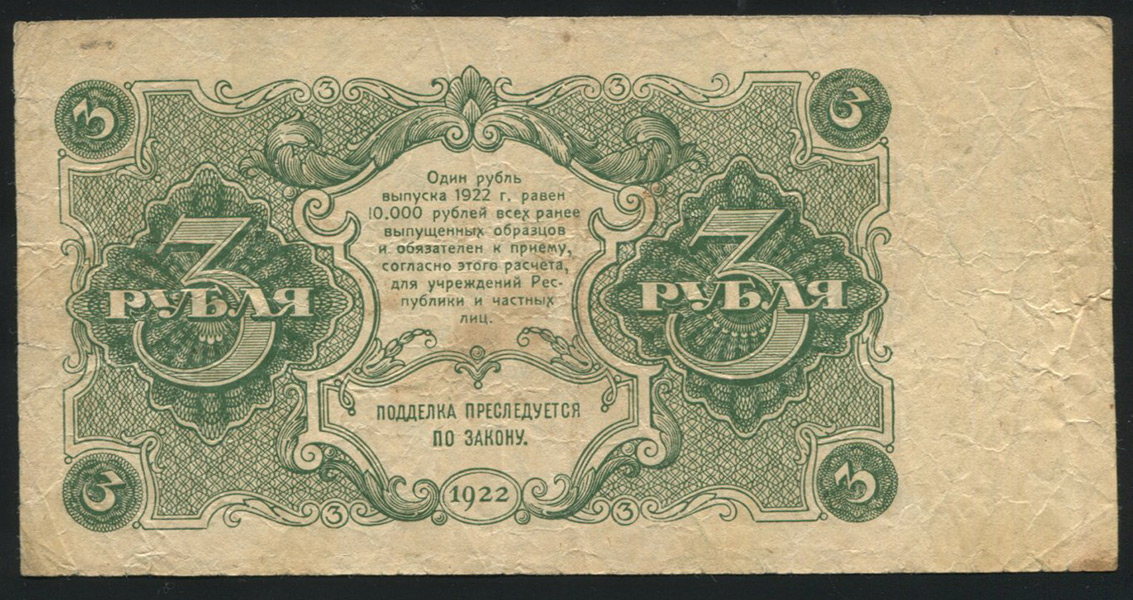 3 3 3 3
Один рубль
выпуска 1922 г. равен
10.000 рублей всех ранее
выпущенных образцов
и обязателен к приему,
согласно этого расчета,
для учреждений Рес-
публики и частных
лиц.
3 РУБЛЯ 3 РУБЛЯ
ПОДДЕЛКА ПРЕСЛЕДУЕТСЯ
ПО ЗАКОНУ.
3 3 1922 3 3